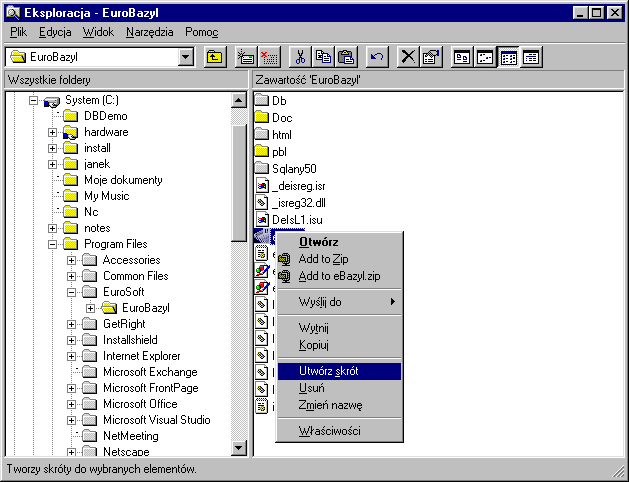 Eksploracja - EuroBazyl
Plik Edycja Widok Narzędzia Pomoc
EuroBazyl
Wszystkie foldery
Zawartość 'EuroBazyl'
System (C:)
DBDemo
hardware
install
janek
Moje dokumenty
My Music
Nc
notes
Program Files
Accessories
Common Files
EuroSoft
EuroBazyl
GetRight
Installshield
Internet Explorer
Microsoft Exchange
Microsoft FrontPage
Microsoft Office
Microsoft Visual Studio
NetMeeting
Netscape
Db
Doc
html
pbl
Sqlany50
_deisreg.isr
_isreg32.dll
DeIsL1.isu
Otwórz
Add to Zip
Add to eBazyl.zip
Wyślij do
Wytnij
Kopiuj
Utwórz skrót
Usuń
Zmień nazwę
Właściwości
Tworzy skróty do wybranych elementów.